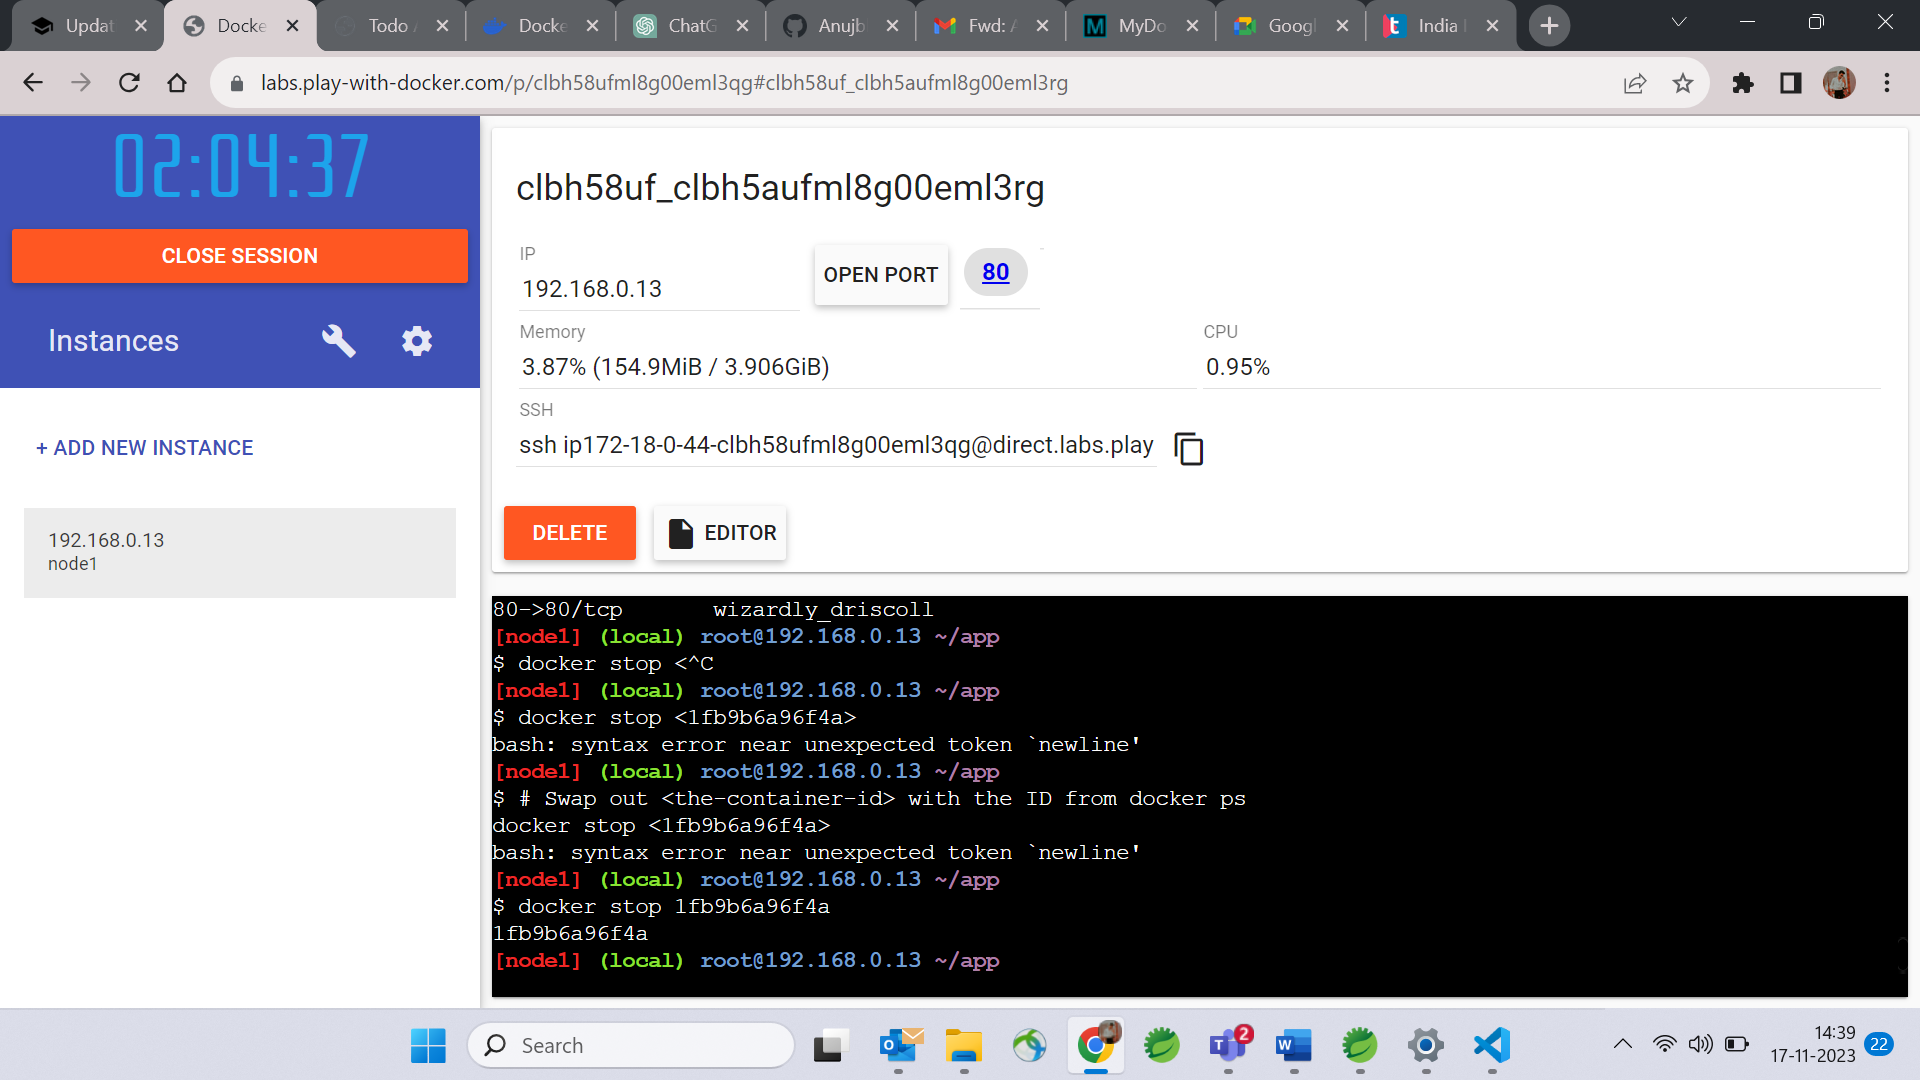 Updat
Docke
Todo
Docke
ChatG
Anujb
Fwd:
MyDo
Googl
India
labs.play-with-docker.com/p/clbh58ufml8g00eml3qg#clbh58uf_clbh5aufml8g00eml3rg
02:04:37
CLOSE SESSION
Instances
+ ADD NEW INSTANCE
192.168.0.13
node1
clbh58uf_clbh5aufml8g00eml3rg
IP
192.168.0.13
OPEN PORT
80
Memory
3.87% (154.9MiB / 3.906GiB)
CPU
0.95%
SSH
ssh ip172-18-0-44-clbh58ufml8g00eml3qg@direct.labs.play
DELETE
EDITOR
80->80/tcp wizardly_driscoll
[node1] (local) root@192.168.0.13 ~/app
$ docker stop <^C
[node1] (local) root@192.168.0.13 ~/app
$ docker stop <1fb9b6a96f4a>
bash: syntax error near unexpected token `newline'
[node1] (local) root@192.168.0.13 ~/app
$ # Swap out <the-container-id> with the ID from docker ps
docker stop <1fb9b6a96f4a>
bash: syntax error near unexpected token `newline'
[node1] (local) root@192.168.0.13 ~/app
$ docker stop 1fb9b6a96f4a
1fb9b6a96f4a
[node1] (local) root@192.168.0.13 ~/app
Search
2
14:39
17-11-2023
22